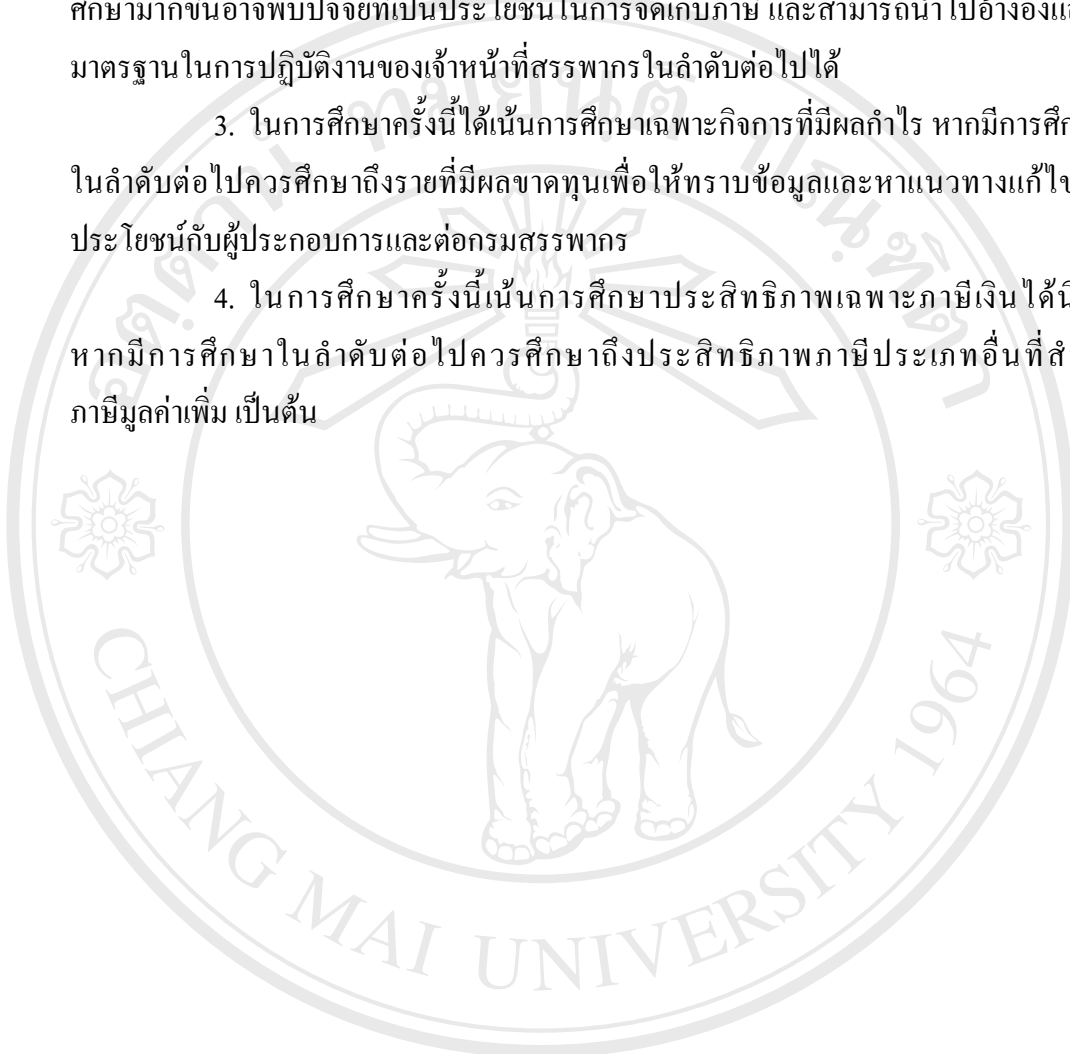 ศึกษามากขึ้นอาจพบปัจจัยที่เป็นประโยชน์ในการจัดเก็บภาษี และสามารถนำไปอ้างอิง
มาตรฐานในการปฏิบัติงานของเจ้าหน้าที่สรรพากรในลำดับต่อไปได้
3. ในการศึกษาครั้งนี้ได้เน้นการศึกษาเฉพาะกิจการที่มีผลกำไร หากมีการ
ในลำดับต่อไปควรศึกษาถึงรายที่มีผลขาดทุนเพื่อให้ทราบข้อมูลและหาแนวทางแก้ไข
ประโยชน์กับผู้ประกอบการและต่อกรมสรรพากร
4. ในการศึกษาครั้งนี้เน้นการศึกษาประสิทธิภาพเฉพาะภาษีเงินได้
หากมีการศึกษาในลำดับต่อไปควรศึกษาถึงประสิทธิภาพภาษีประเภทอื่นที่
ภาษีมูลค่าเพิ่ม เป็นต้น
CHIANG MAI UNIVERSITY 1964